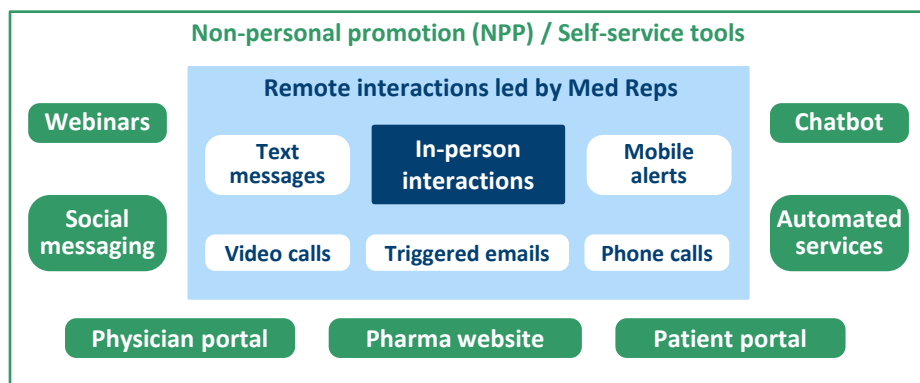 Non-personal promotion (NPP) / Self-service tools
Remote interactions led by Med Reps
Webinars
Chatbot
Text
messages
In-person
interactions
Mobile
alerts
Social
messaging
Automated
services
Video calls
Triggered emails
Phone calls
Physician portal
Pharma website
Patient portal